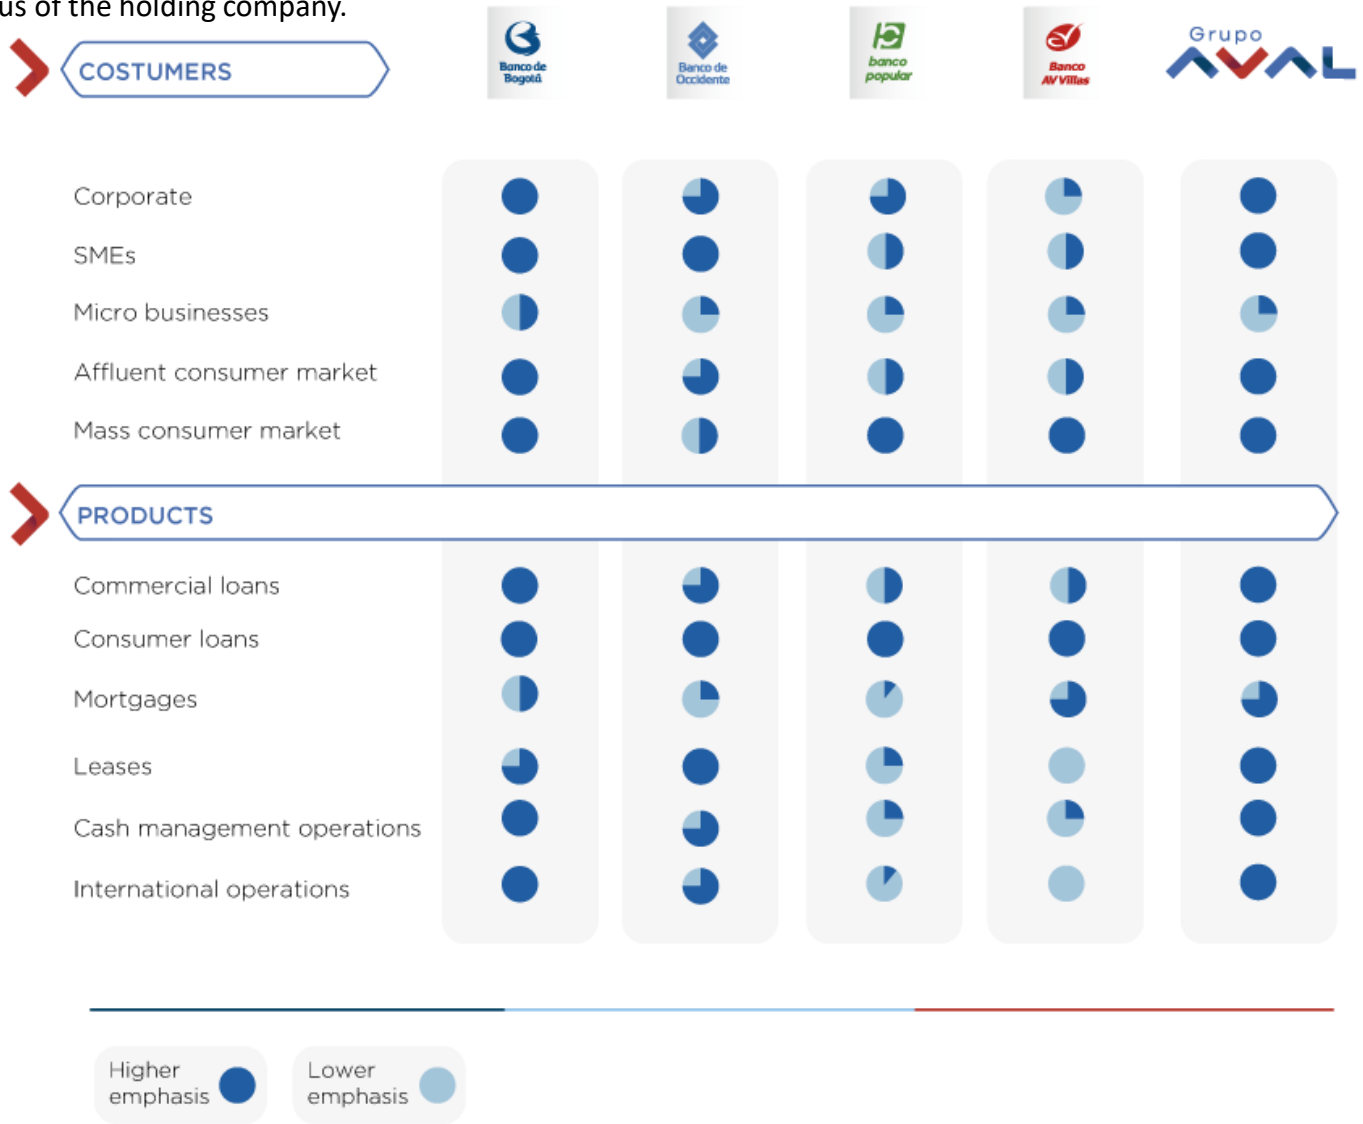 us of the holding company.
COSTUMERS
Banco de
Bogotá
Banco de
Occidente
banco
popular
Banco
AV Villas
Grupo
AVAL
Corporate
SMEs
Micro businesses
Affluent consumer market
Mass consumer market
PRODUCTS
Commercial loans
Consumer loans
Mortgages
Leases
Cash management operations
International operations
Higher
emphasis
Lower
emphasis